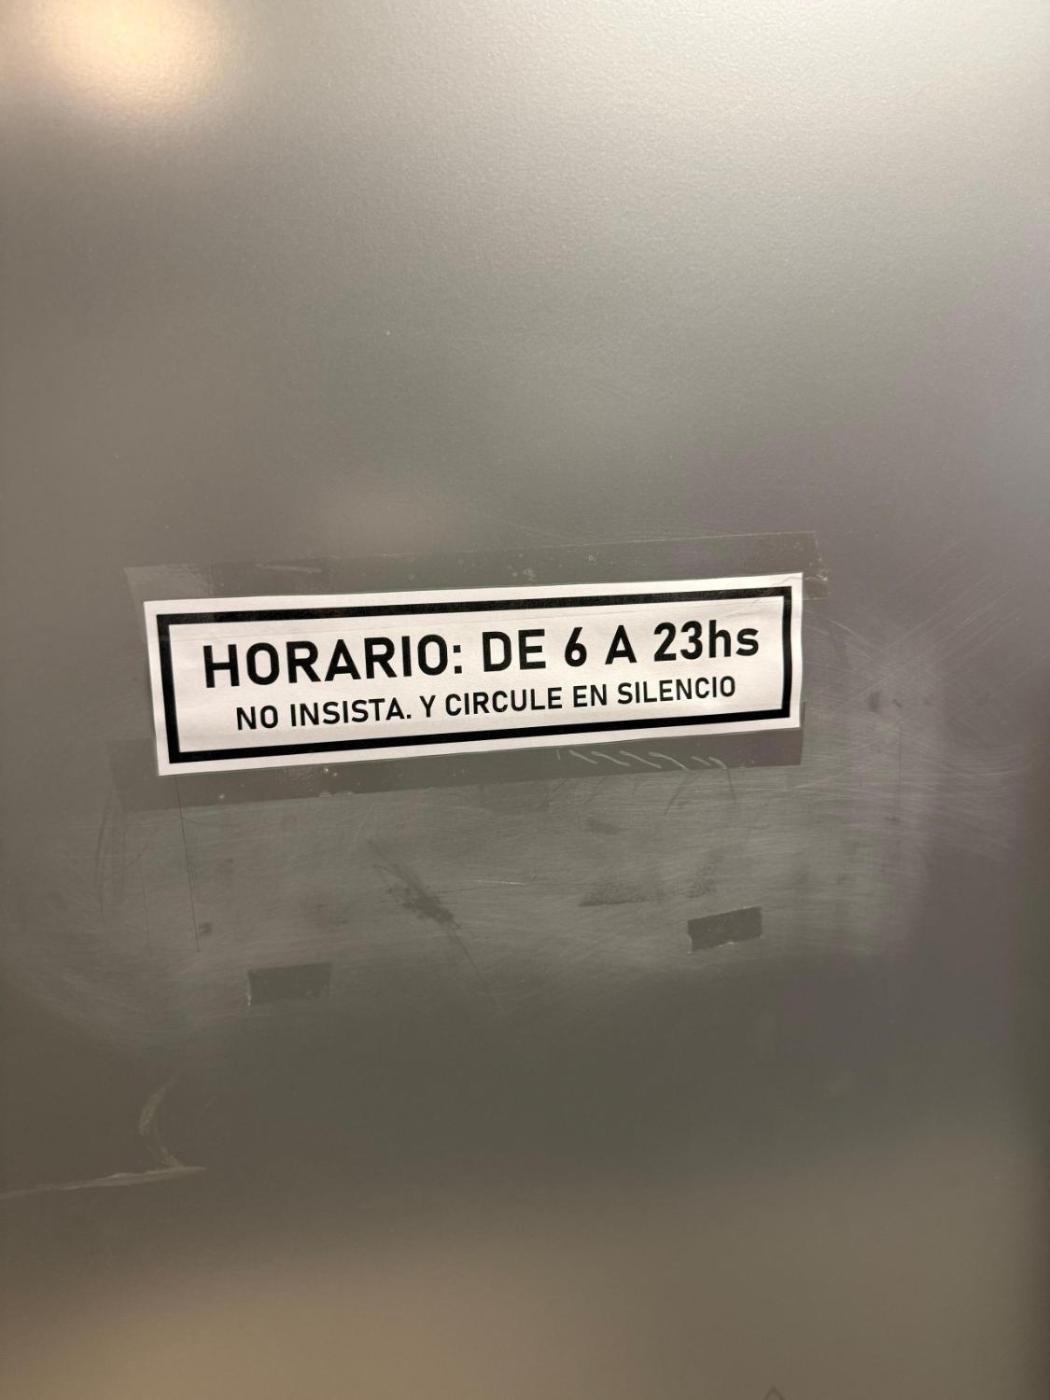 HORARIO: DE 6 A 23hs
NO INSISTA. Y CIRCULE EN SILENCIO